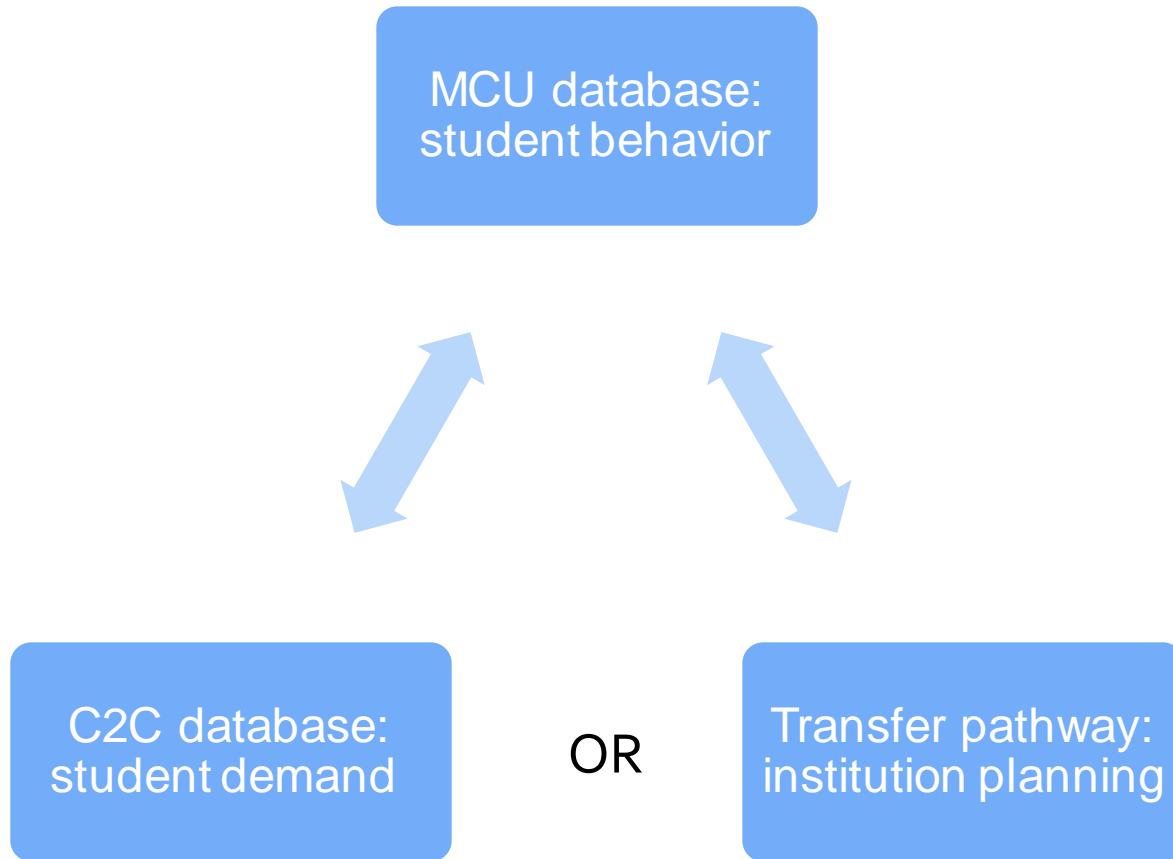 MCU database:
student behavior
C2C database:
student demand
OR
Transfer pathway:
institution planning